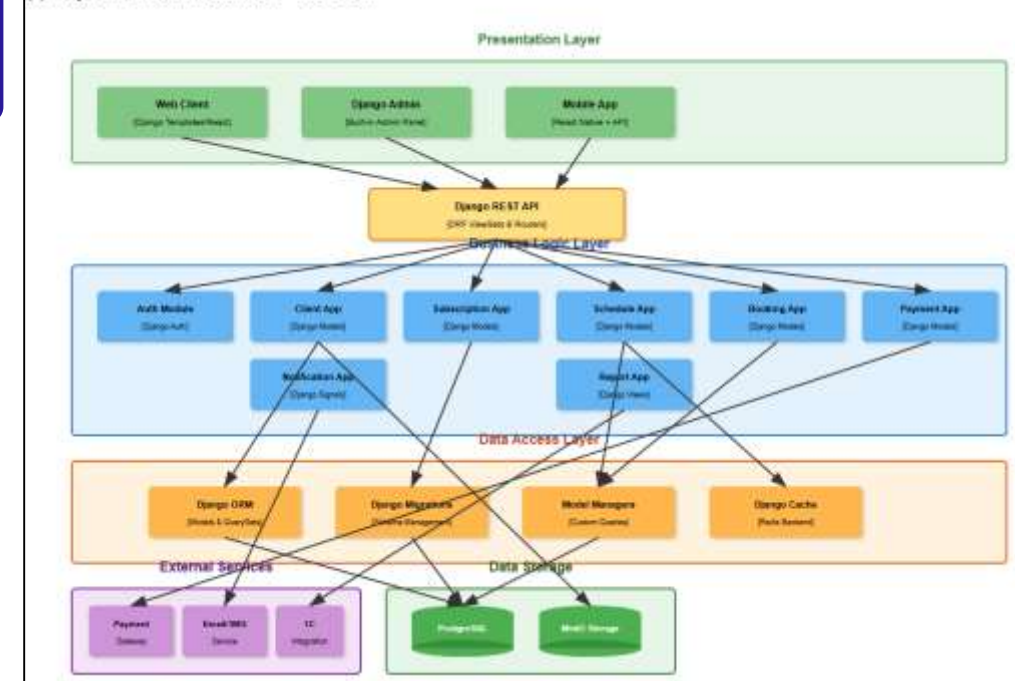 Presentation Layer
Web Client
[Django Templates/React]
Django Admin
[Built-in Admin Panel]
Mobile App
[React Native + API]
Django REST API
[DRF ViewSets & Routers]
Business Logic Layer
Auth Module
[Django Auth]
Client App
[Django Models]
Subscription App
[Django Models]
Schedule App
[Django Models]
Booking App
[Django Models]
Payment App
[Django Models]
Notification App
[Django Signals]
Report App
[Django Views]
Data Access Layer
Django ORM
[Models & QuerySets]
Django Migrations
[Schema Management]
Model Managers
[Custom Queries]
Django Cache
[Redis Backend]
External Services
Data Storage
Payment
Gateway
Email/SMS
Service
1C
Integration
PostgreSQL
MinIO Storage